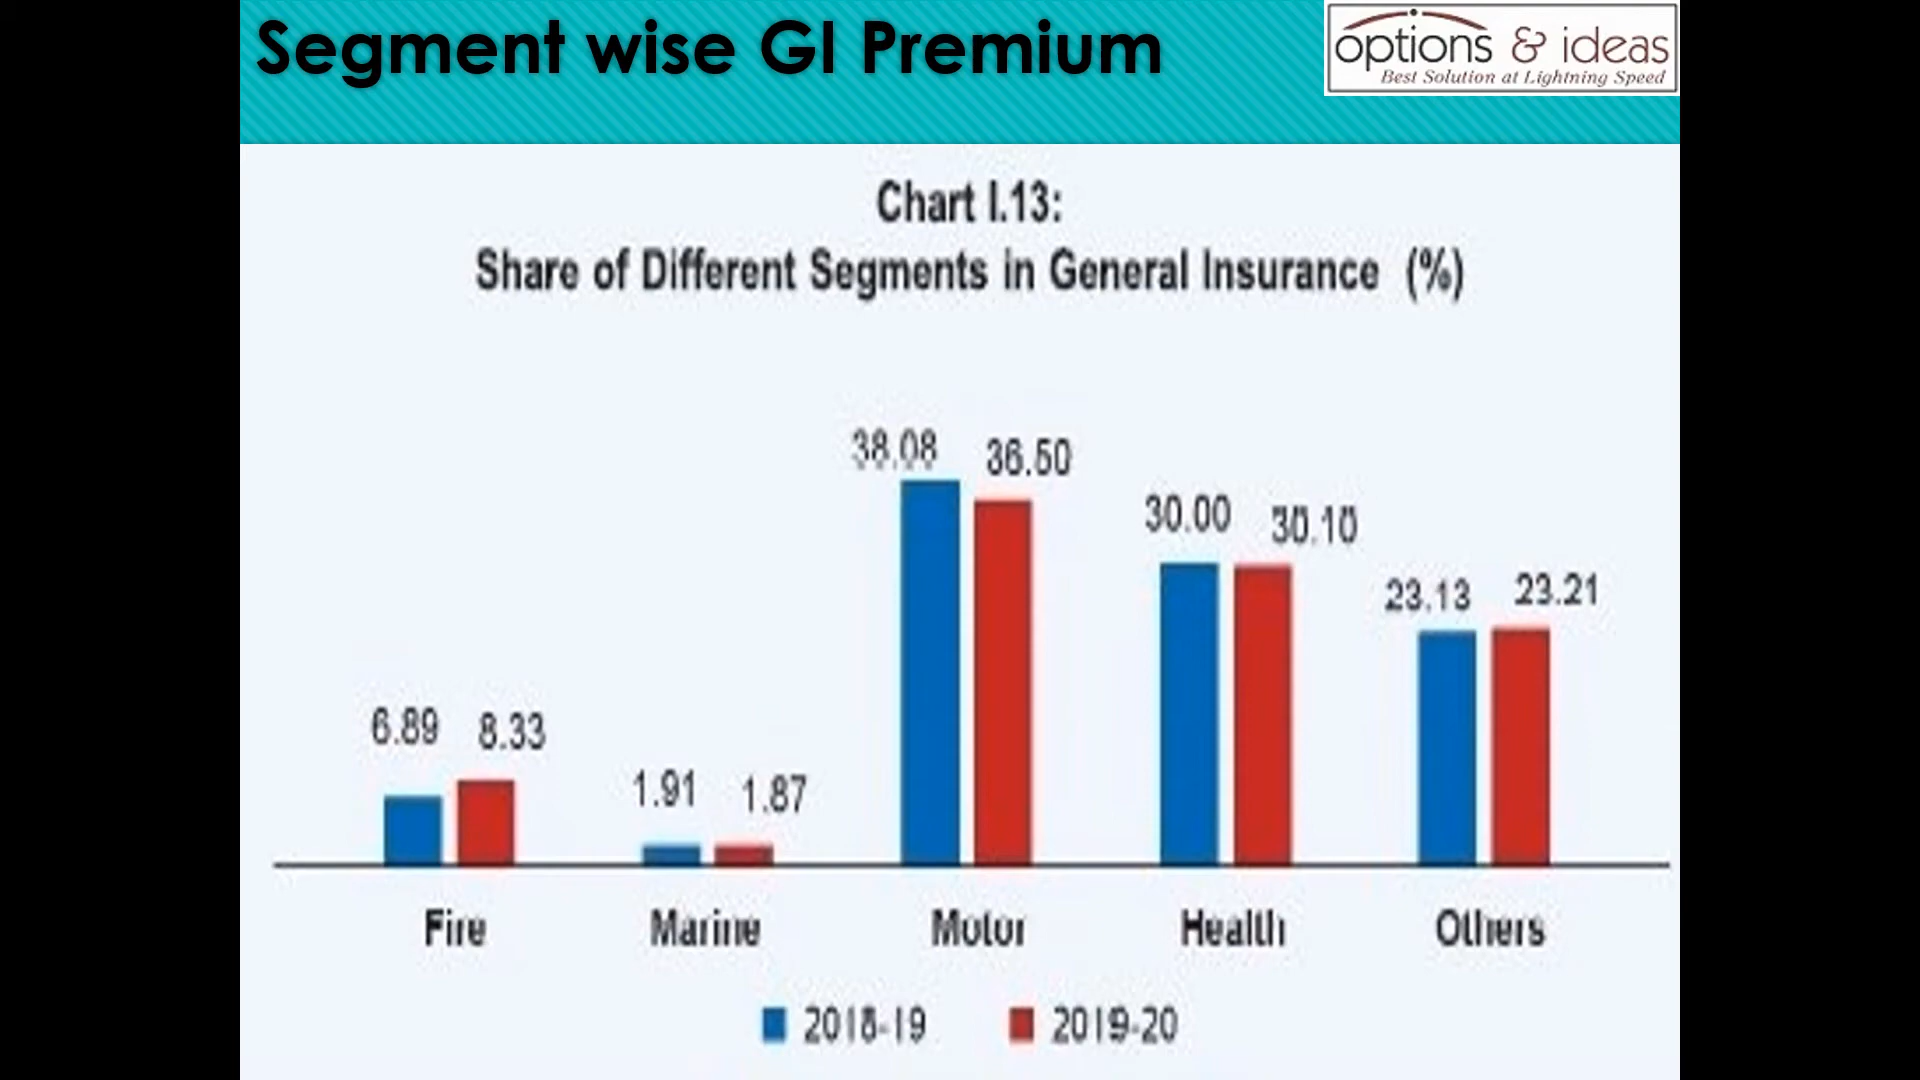 Segment wise GI Premium
options & ideas
Best Solution at Lightning Speed
Chart I.13:
Share of Different Segments in General Insurance (%)
38.08 36.50
30.00 30.10
23.13 23.21
6.89 8.33
1.91 1.87
Fire Marine Motor Health Others
2018-19 2019-20